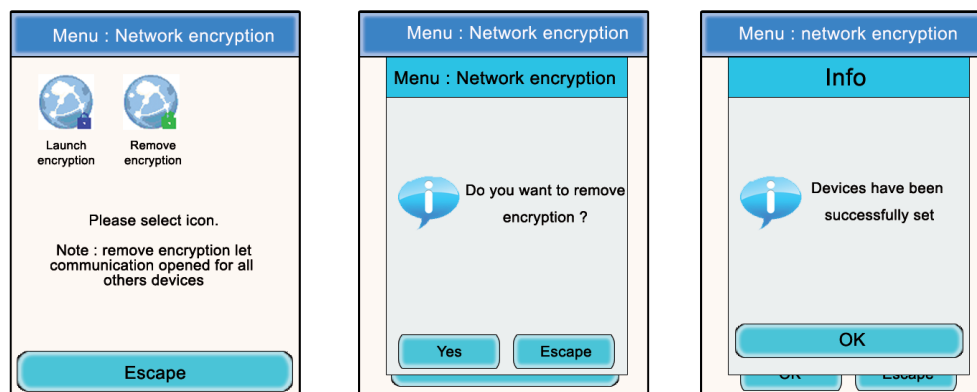 Menu : Network encryption
Launch
encryption
Remove
encryption
Please select icon.
Note : remove encryption let
communication opened for all
others devices
Escape
Menu : Network encryption
Menu : Network encryption
Do you want to remove
encryption ?
Yes
Escape
Menu : network encryption
Info
Devices have been
successfully set
OK
OK
Escape